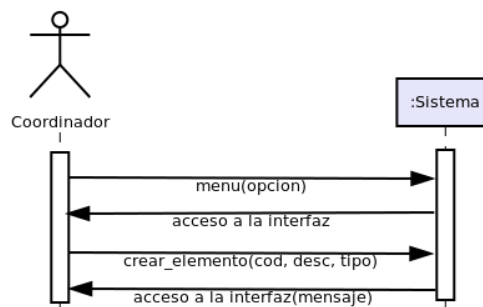 Coordinador
:Sistema
menu(opcion)
acceso a la interfaz
crear_elemento(cod, desc, tipo)
acceso a la interfaz(mensaje)